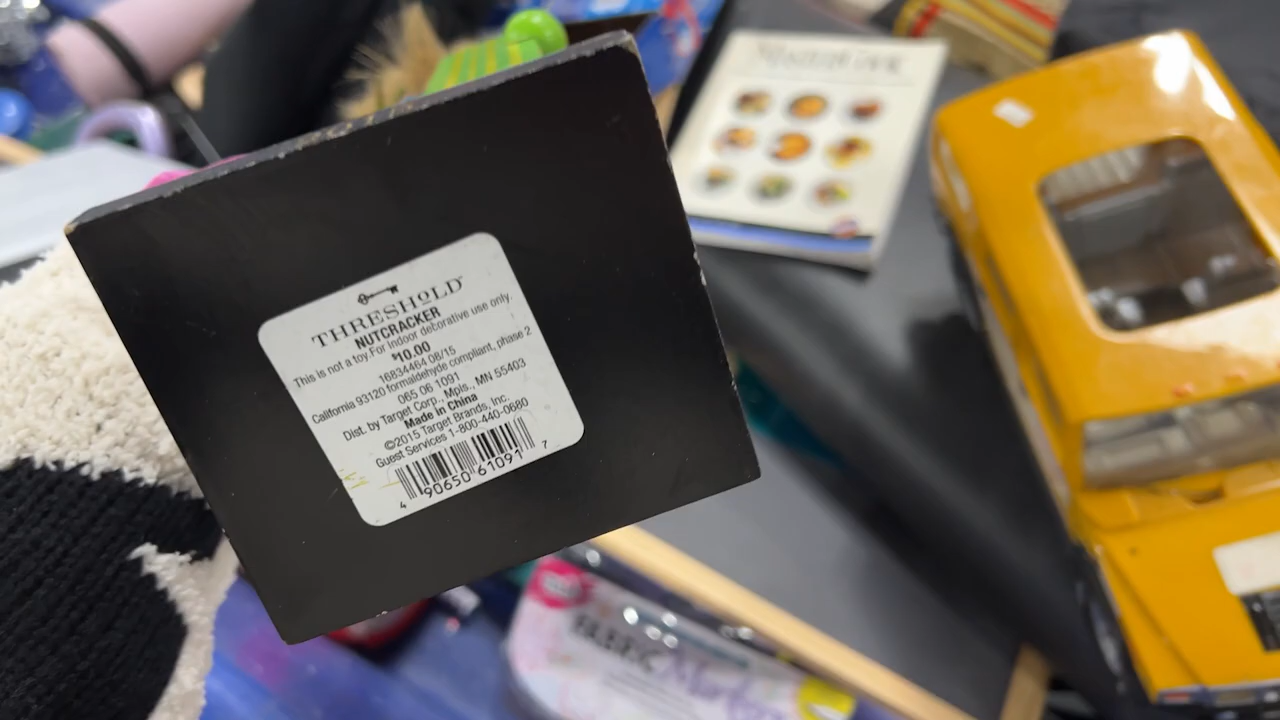 THRESHOLD
NUTCRACKER
This is not a toy.For indoor decorative use only.
$10.00
16834464 08/15
California 93120 formaldehyde compliant, phase 2
065 06 1091
Dist. by Target Corp., Mpls., MN 55403
Made in China
©2015 Target Brands, Inc.
Guest Services 1-800-440-0680
4 90650 61091 7
FABRIC Markers